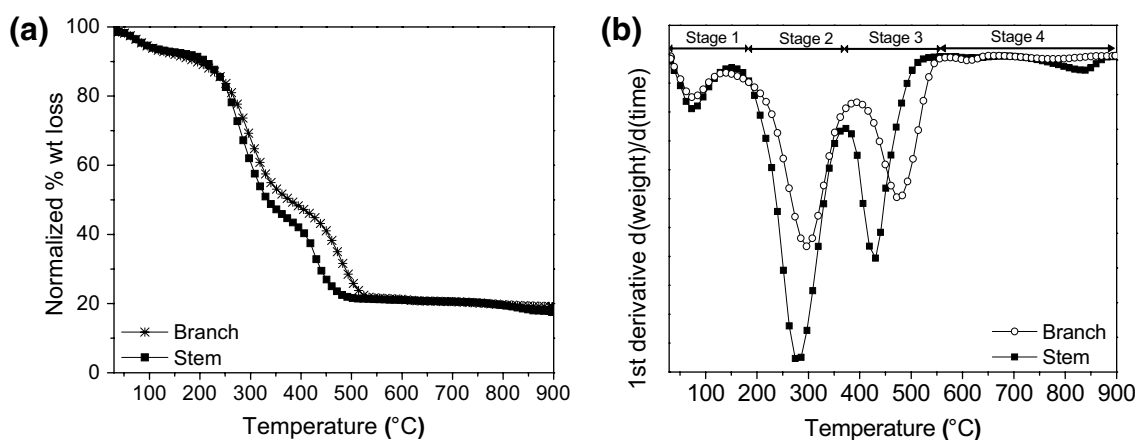 (a)
Normalized % wt loss
100
80
60
40
20
0
Branch
Stem
0 100 200 300 400 500 600 700 800 900
Temperature (°C)
(b)
1st derivative d(weight)/d(time)
Stage 1 Stage 2 Stage 3 Stage 4
Branch
Stem
100 200 300 400 500 600 700 800 900
Temperature (°C)